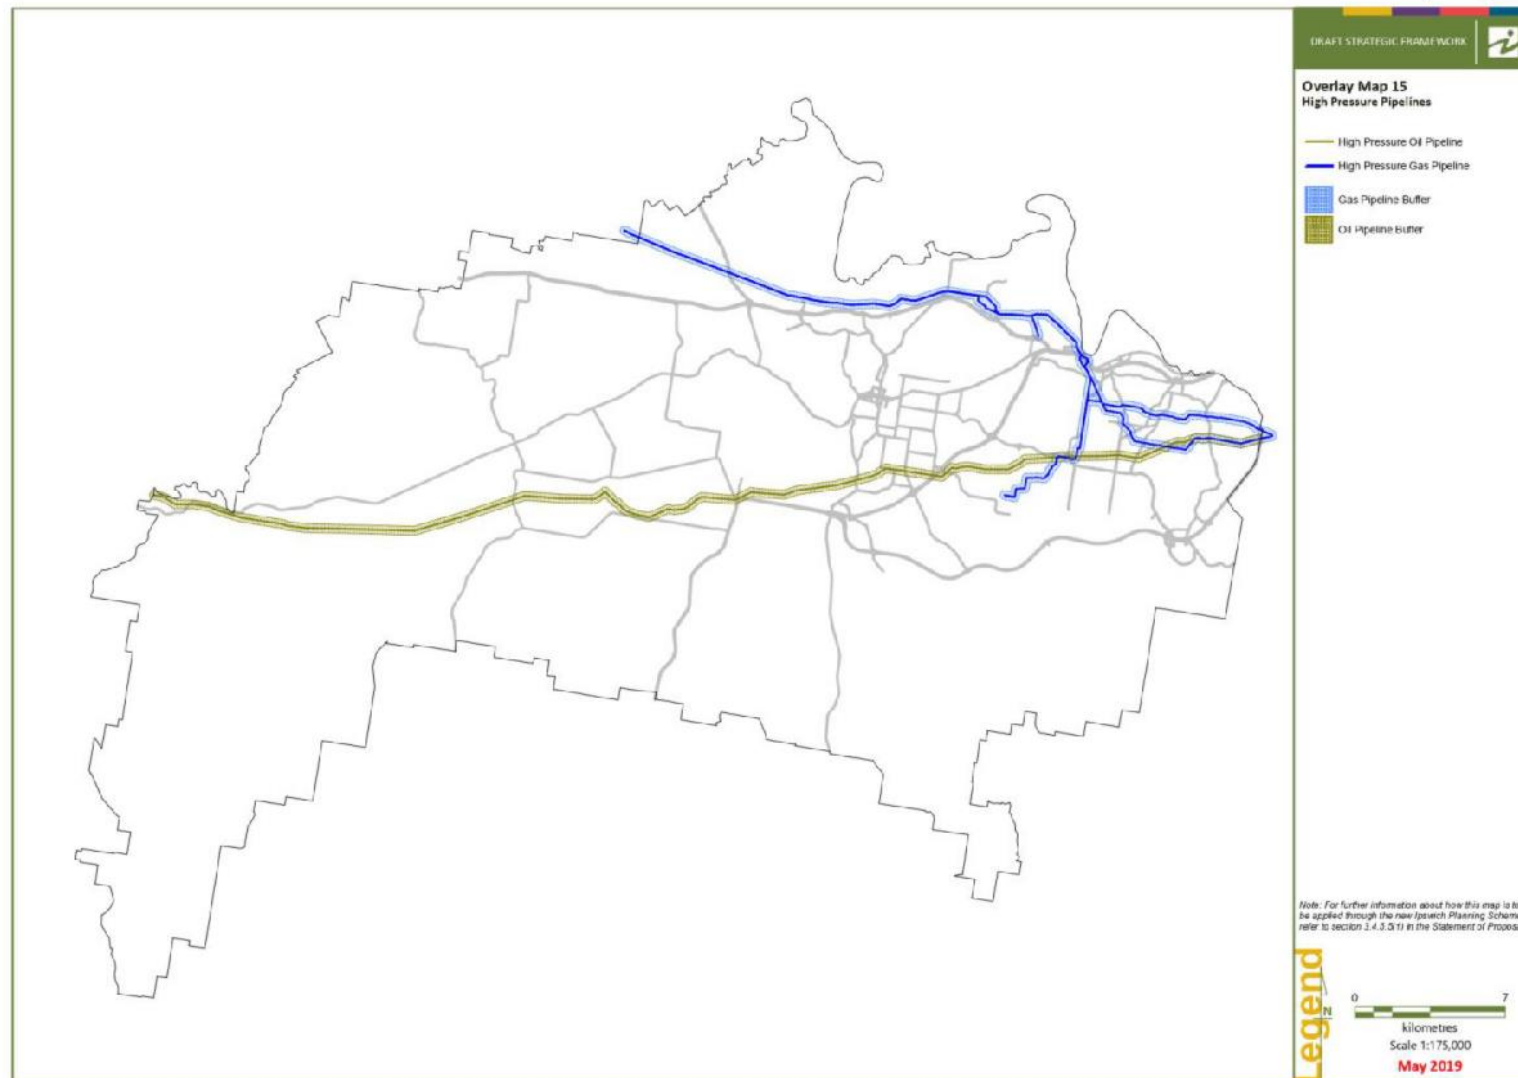 DRAFT STRATEGIC FRAMEWORK
Overlay Map 15
High Pressure Pipelines
High Pressure Oil Pipeline
High Pressure Gas Pipeline
Gas Pipeline Buffer
Oil Pipeline Buffer
Note: For further information about how this map is to
be applied through the new Ipswich Planning Scheme
refer to section in the Statement of Proposa
Legend
N
0 7
kilometres
Scale 1:175,000
May 2019